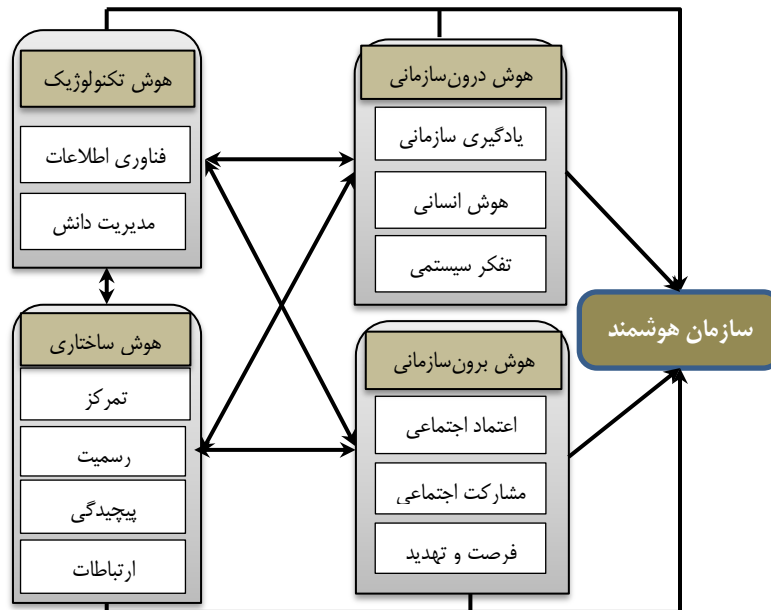 هوش تکنولوژیک
فناوری اطلاعات
مدیریت دانش
هوش درون‌سازمانی
یادگیری سازمانی
هوش انسانی
تفکر سیستمی
سازمان هوشمند
هوش ساختاری
تمرکز
رسمیت
پیچیدگی
ارتباطات
هوش برون‌سازمانی
اعتماد اجتماعی
مشارکت اجتماعی
فرصت و تهدید